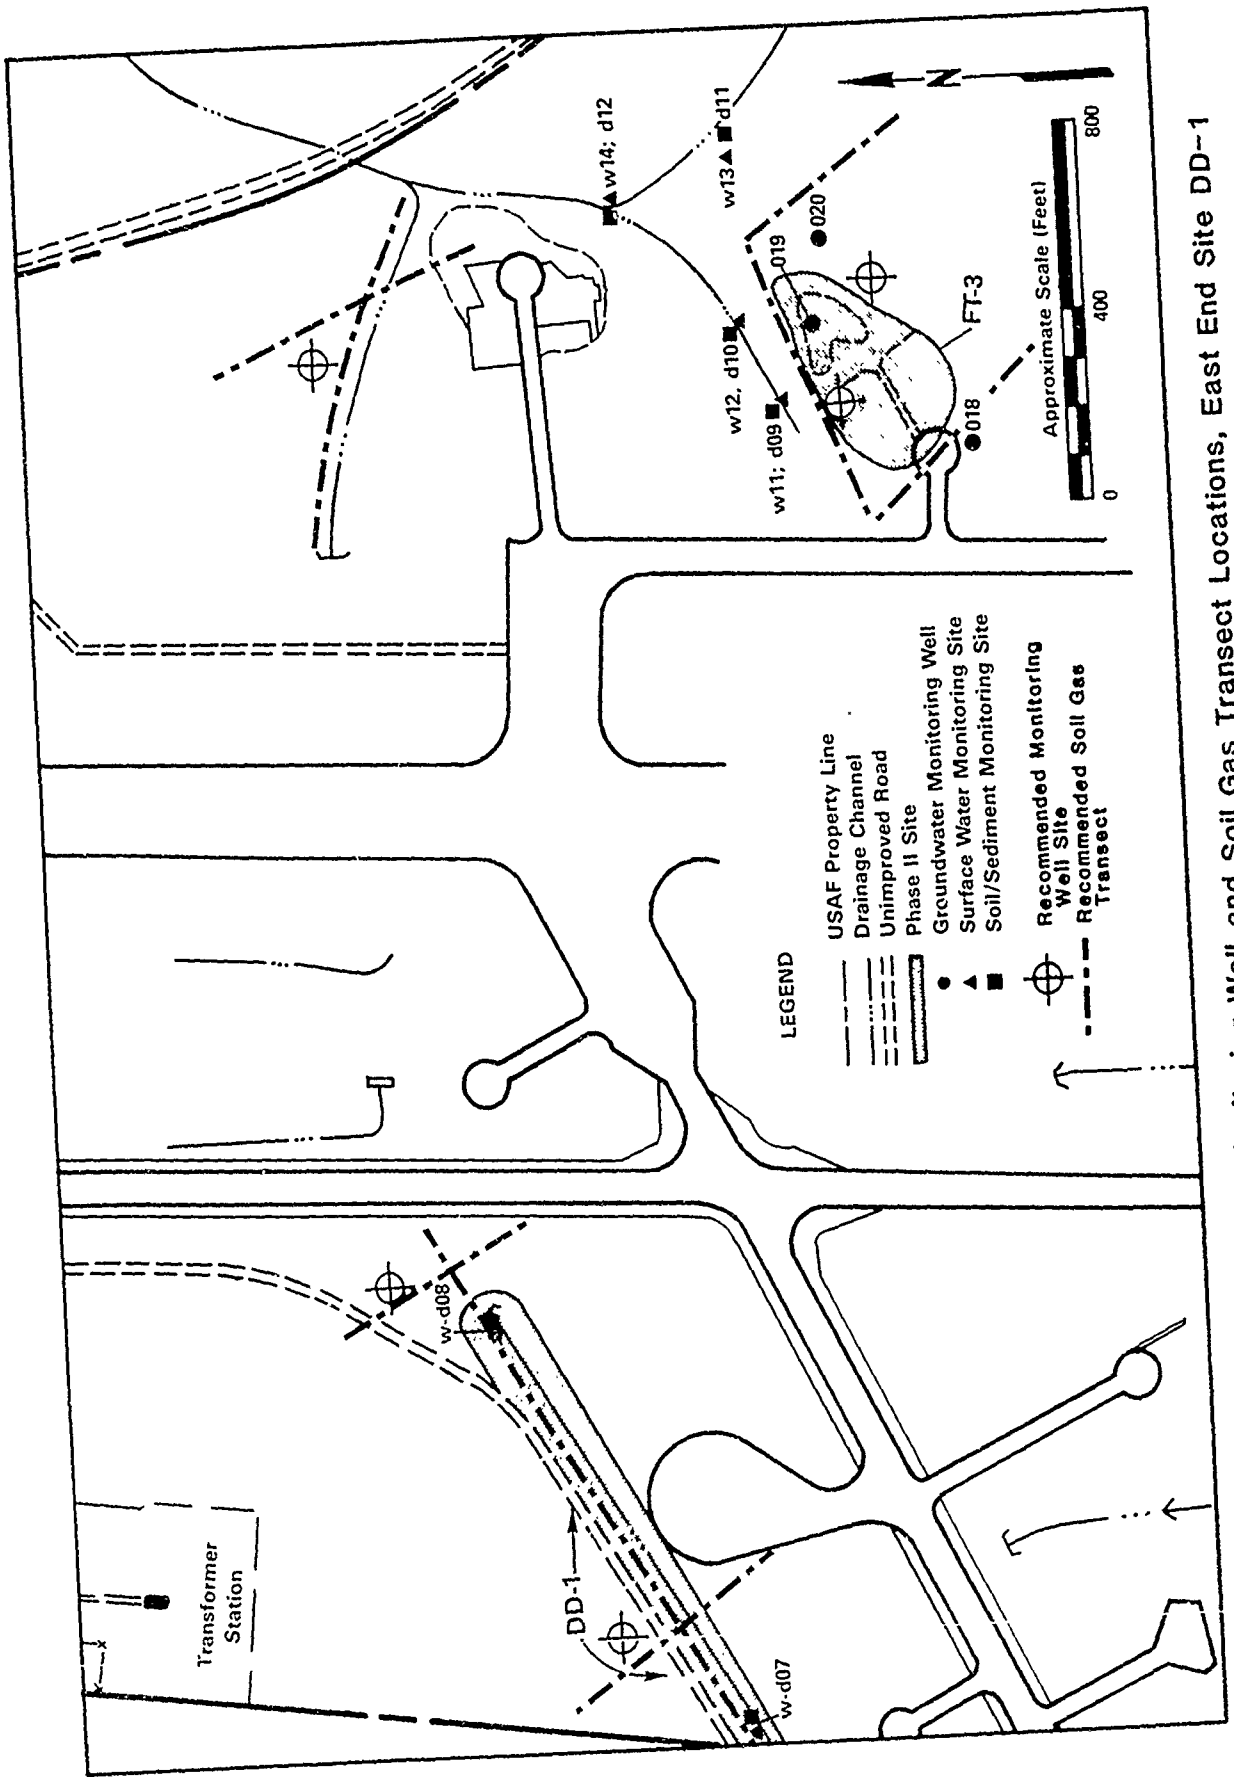 Transformer
Station
DD-1
w-d08
w-d07
LEGEND
USAF Property Line
Drainage Channel
Unimproved Road
Phase II Site
Groundwater Monitoring Well
Surface Water Monitoring Site
Soil/Sediment Monitoring Site
Recommended Monitoring
Well Site
Recommended Soil Gas
Transect
w14; d12
w13
d11
w12, d10
w11; d09
019
020
018
FT-3
N
Approximate Scale (Feet)
0 400 800
Well and Soil Gas Transect Locations, East End Site DD-1